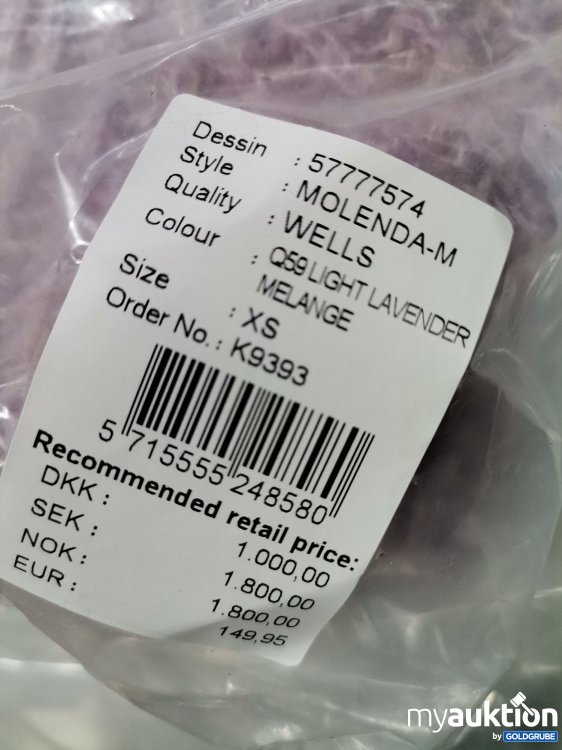 Dessin : 57777574
Style : MOLENDA-M
Quality : WELLS
Colour : Q59 LIGHT LAVENDER
MELANGE
Size : XS
Order No. : K9393
5 715555 248580
Recommended retail price:
DKK : 1.000,00
SEK : 1.800,00
NOK : 1.800,00
EUR : 149,95
myauktion
by GOLDGRUBE